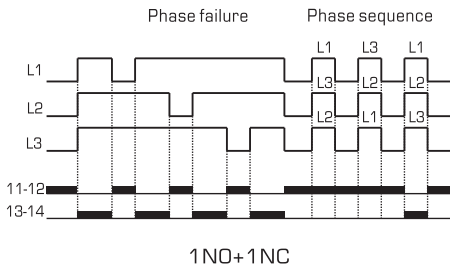 Phase failure
Phase sequence
L1 L3 L1
L1
L3 L2 L2
L2
L2 L1 L3
L3
11-12
13-14
1NO+1NC